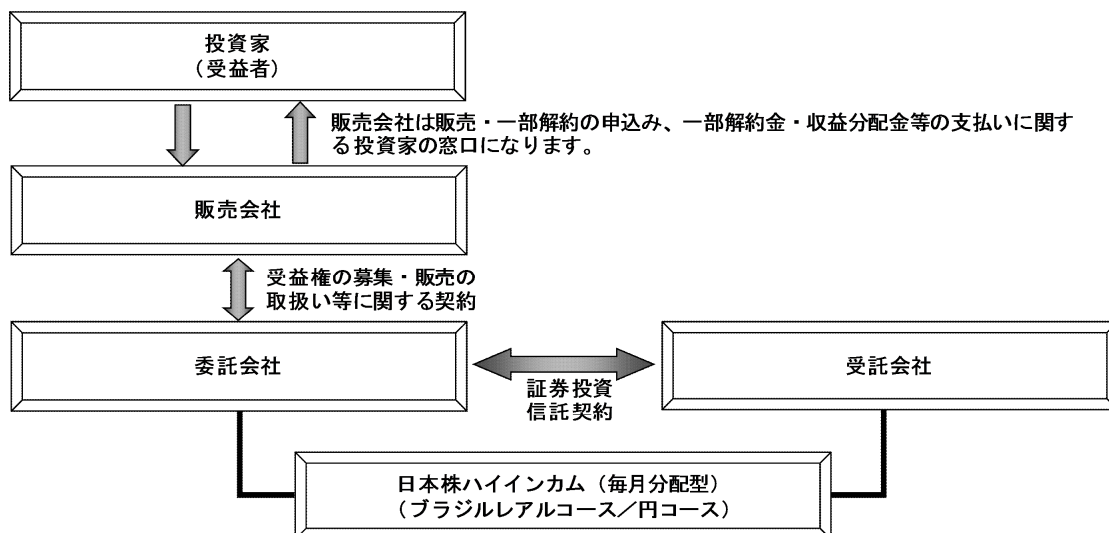 投資家
（受益者）
販売会社は販売・一部解約の申込み、一部解約金・収益分配金等の支払いに関す
る投資家の窓口になります。
販売会社
受益権の募集・販売の
取扱い等に関する契約
委託会社
受託会社
証券投資
信託契約
日本株ハイインカム（毎月分配型）
（ブラジルレアルコース／円コース）